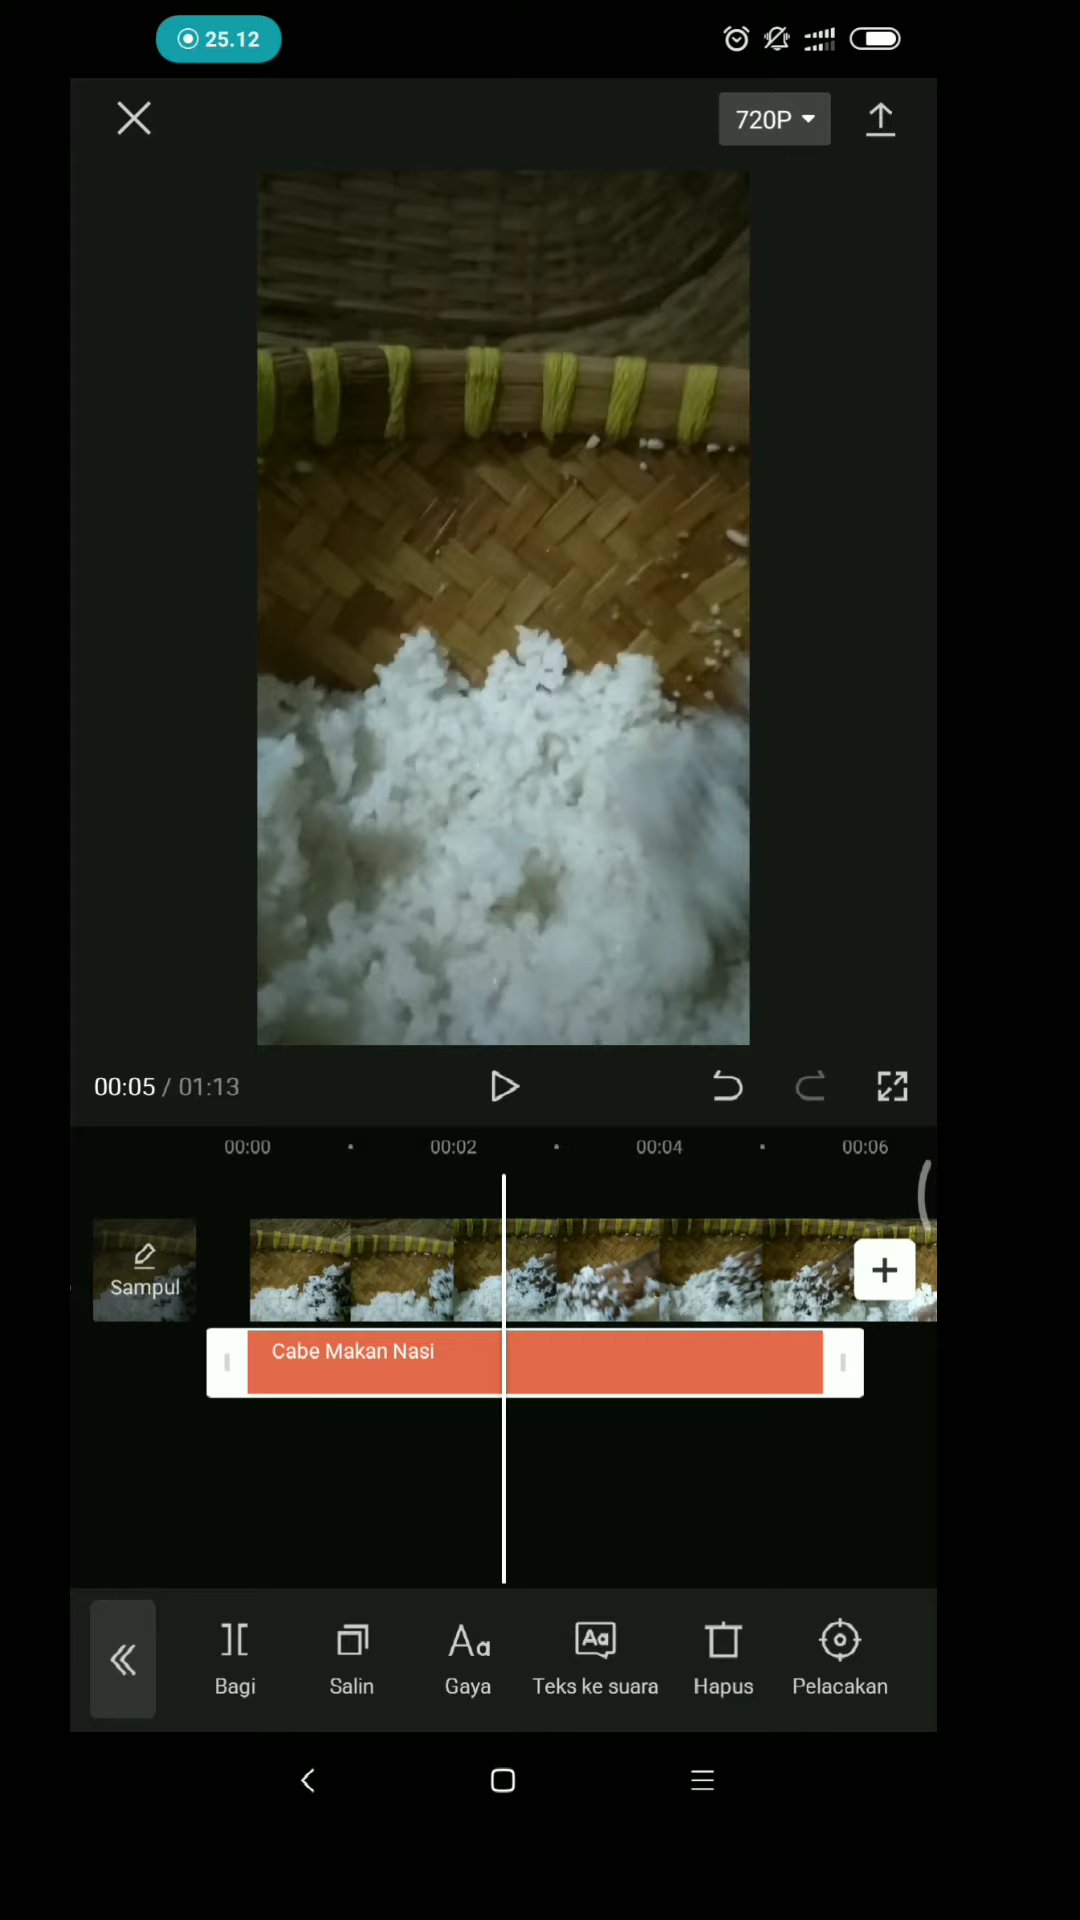 25.12
720P
00:05 / 01:13
00:00 00:02 00:04 00:06
Sampul
Cabe Makan Nasi
Bagi Salin Gaya Teks ke suara Hapus Pelacakan